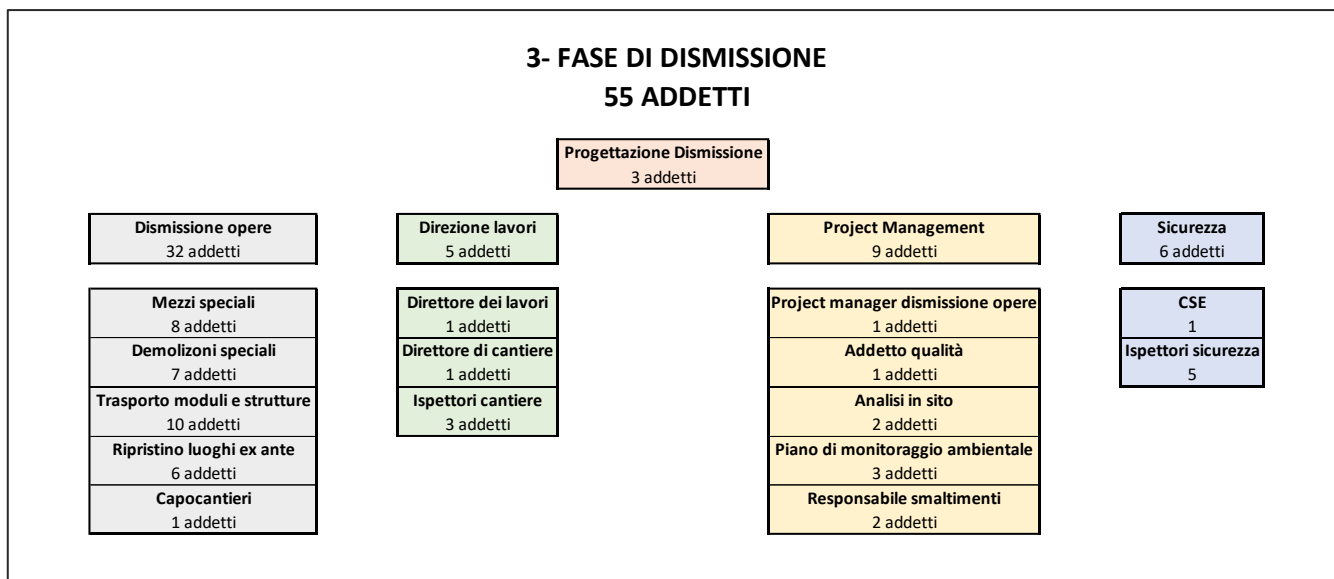 3- FASE DI DISMISSIONE
55 ADDETTI
Progettazione Dismissione
3 addetti
Dismissione opere
32 addetti
Direzione lavori
5 addetti
Project Management
9 addetti
Sicurezza
6 addetti
Mezzi speciali
8 addetti
Demolizoni speciali
7 addetti
Trasporto moduli e strutture
10 addetti
Ripristino luoghi ex ante
6 addetti
Capocantieri
1 addetti
Direttore dei lavori
1 addetti
Direttore di cantiere
1 addetti
Ispettori cantiere
3 addetti
Project manager dismissione opere
1 addetti
Addetto qualità
1 addetti
Analisi in sito
2 addetti
Piano di monitoraggio ambientale
3 addetti
Responsabile smaltimenti
2 addetti
CSE
1
Ispettori sicurezza
5